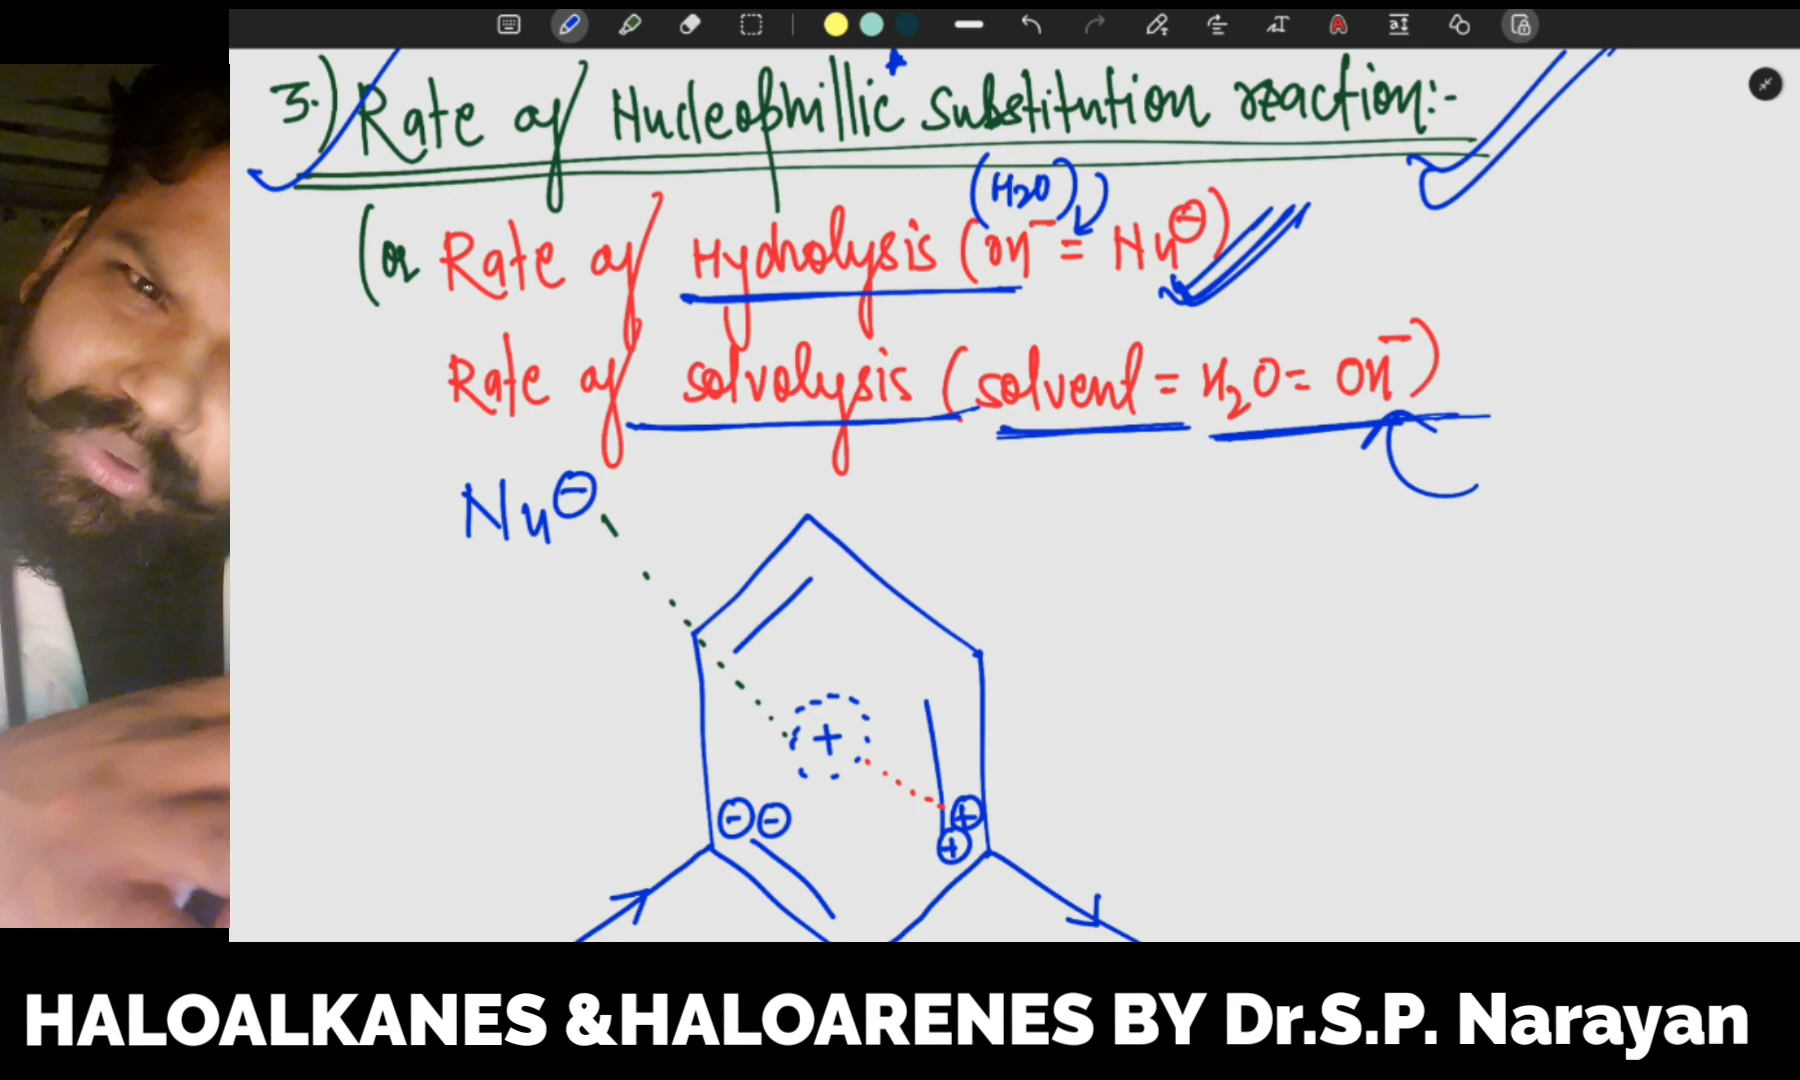 3.) Rate of Nucleophillic substitution reaction:-
(H2O)
(or Rate of Hydrolysis (OH⁻ = Nu⊖)
Rate of solvolysis (solvent = H₂O = OH⁻)
Nu⊖
+
⊖⊖
⊕
⊕
HALOALKANES &HALOARENES BY Dr.S.P. Narayan